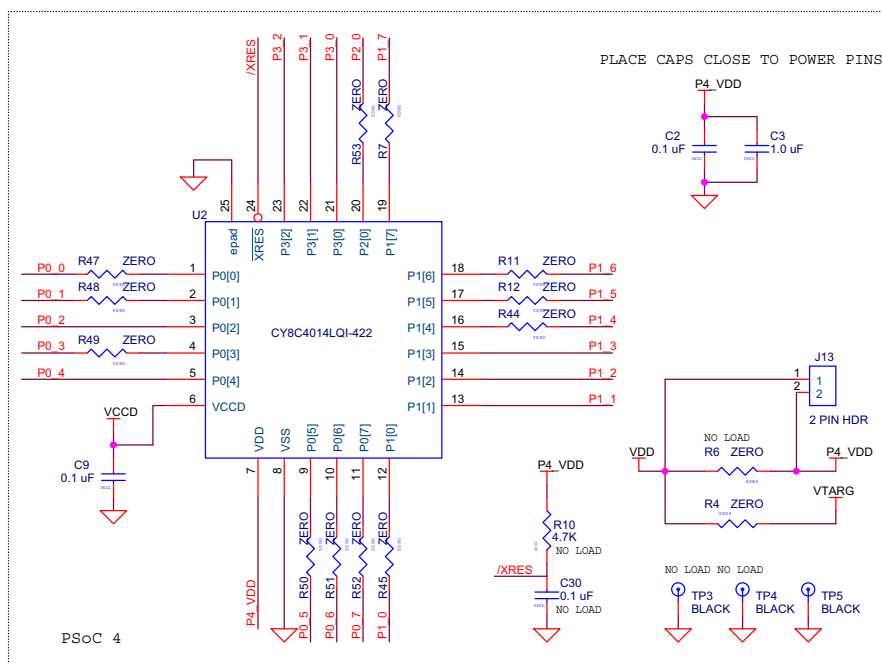 /XRES
P3_2
P3_1
P3_0
P2_0
P1_7
PLACE CAPS CLOSE TO POWER PINS
P4_VDD
ZERO
ZERO
R53
R7
C2
0.1 uF
C3
1.0 uF
25
24
23
22
21
20
19
U2
epad
XRES
P3[2]
P3[1]
P3[0]
P2[0]
P1[7]
P0_0
R47
ZERO
1
P0[0]
P1[6]
18
R11
ZERO
P1_6
P0_1
R48
ZERO
2
P0[1]
P1[5]
17
R12
ZERO
P1_5
P0_2
3
P0[2]
P1[4]
16
R44
ZERO
P1_4
CY8C4014LQI-422
P0_3
R49
ZERO
4
P0[3]
P1[3]
15
P1_3
P0_4
5
P0[4]
P1[2]
14
P1_2
6
VCCD
P1[1]
13
P1_1
J13
1
2
1
2
2 PIN HDR
VCCD
C9
0.1 uF
VDD
VSS
P0[5]
P0[6]
P0[7]
P1[0]
7
8
9
10
11
12
ZERO
ZERO
ZERO
ZERO
R50
R51
R52
R45
P4_VDD
P0_5
P0_6
P0_7
P1_0
P4_VDD
R10
4.7K
NO LOAD
/XRES
C30
0.1 uF
NO LOAD
NO LOAD
VDD
R6
ZERO
P4_VDD
R4
ZERO
VTARG
NO LOAD
NO LOAD
TP3
BLACK
TP4
BLACK
TP5
BLACK
PSoC 4